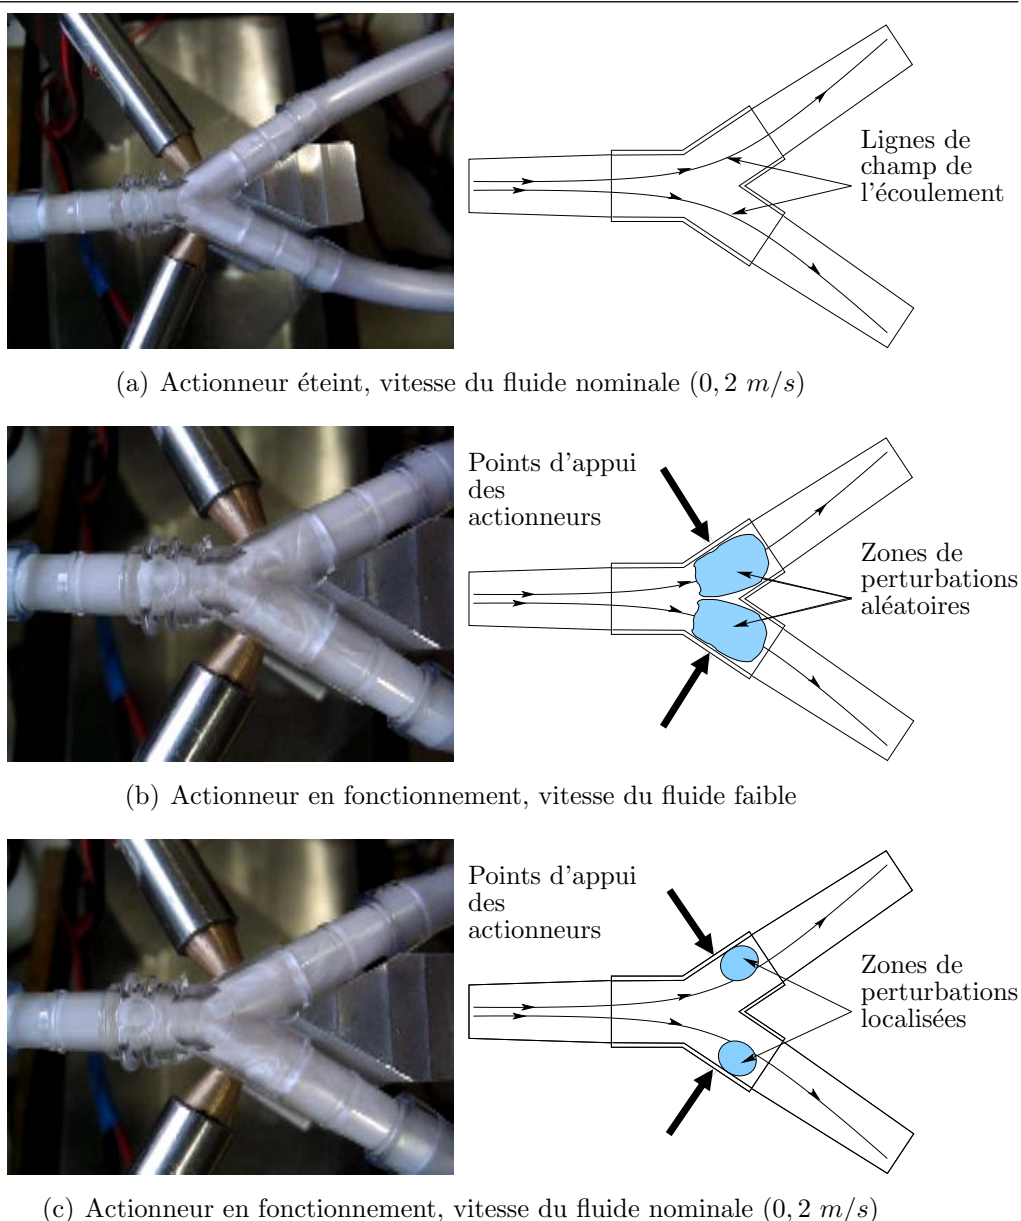 Lignes de
champ de
l'écoulement
(a) Actionneur éteint, vitesse du fluide nominale (0, 2 m/s)
Points d'appui
des
actionneurs
Zones de
perturbations
aléatoires
(b) Actionneur en fonctionnement, vitesse du fluide faible
Points d'appui
des
actionneurs
Zones de
perturbations
localisées
(c) Actionneur en fonctionnement, vitesse du fluide nominale (0, 2 m/s)